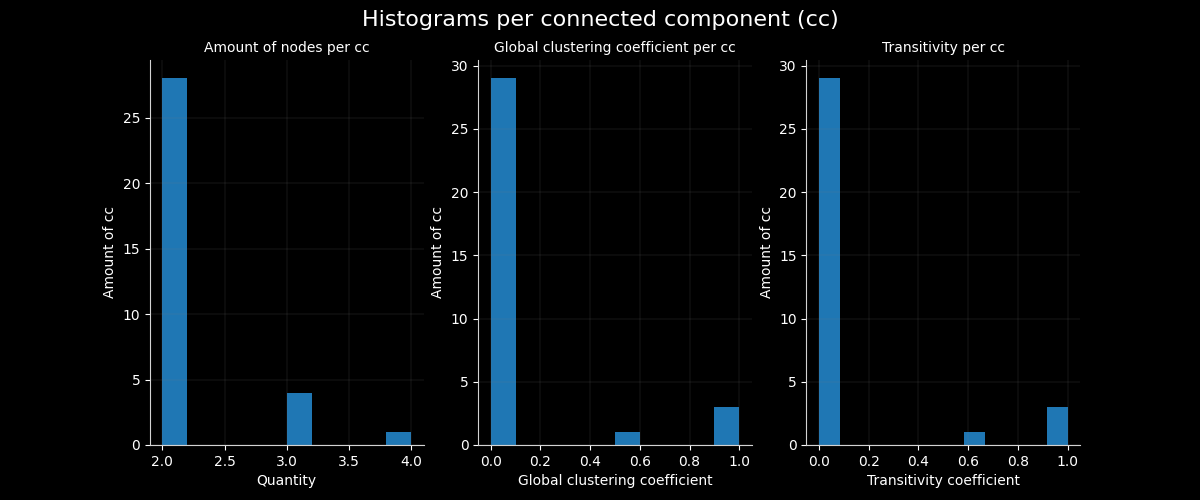 Histograms per connected component (cc)
Amount of nodes per cc
Amount of cc
25
20
15
10
5
0
2.0 2.5 3.0 3.5 4.0
Quantity
Global clustering coefficient per cc
Amount of cc
30
25
20
15
10
5
0
0.0 0.2 0.4 0.6 0.8 1.0
Global clustering coefficient
Transitivity per cc
Amount of cc
30
25
20
15
10
5
0
0.0 0.2 0.4 0.6 0.8 1.0
Transitivity coefficient